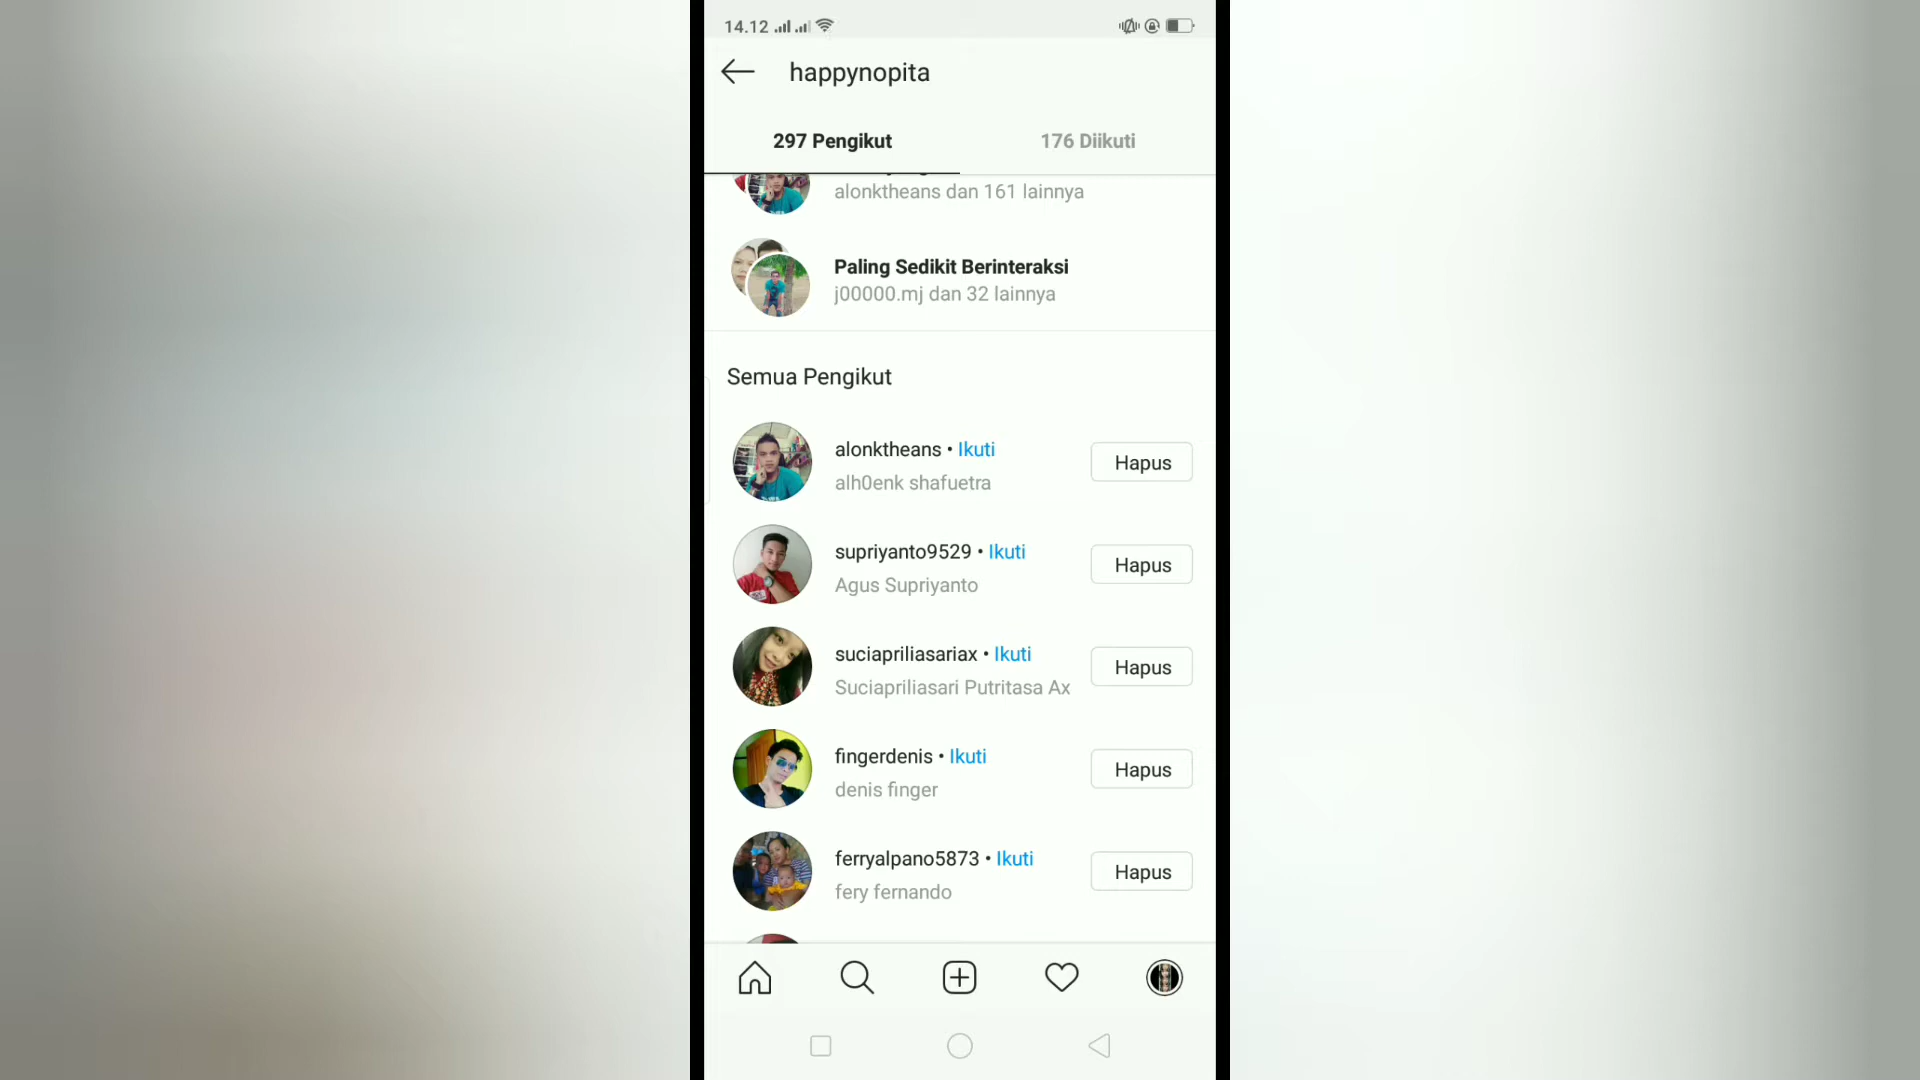 14.12
happynopita
297 Pengikut
176 Diikuti
alonktheans dan 161 lainnya
Paling Sedikit Berinteraksi
j00000.mj dan 32 lainnya
Semua Pengikut
alonktheans • Ikuti
alh0enk shafuetra
Hapus
supriyanto9529 • Ikuti
Agus Supriyanto
Hapus
suciapriliasariax • Ikuti
Suciapriliasari Putritasa Ax
Hapus
fingerdenis • Ikuti
denis finger
Hapus
ferryalpano5873 • Ikuti
fery fernando
Hapus